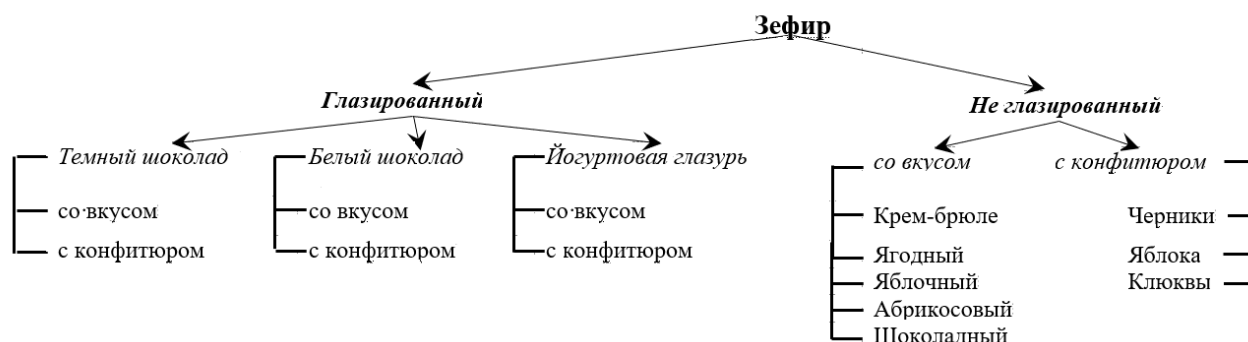 Зефир
Глазированный
Не глазированный
Темный шоколад
Белый шоколад
Йогуртовая глазурь
со вкусом
с конфитюром
со вкусом
со вкусом
со вкусом
Крем-брюле
Черники
с конфитюром
с конфитюром
с конфитюром
Ягодный
Яблока
Яблочный
Клюквы
Абрикосовый
Шоколадный